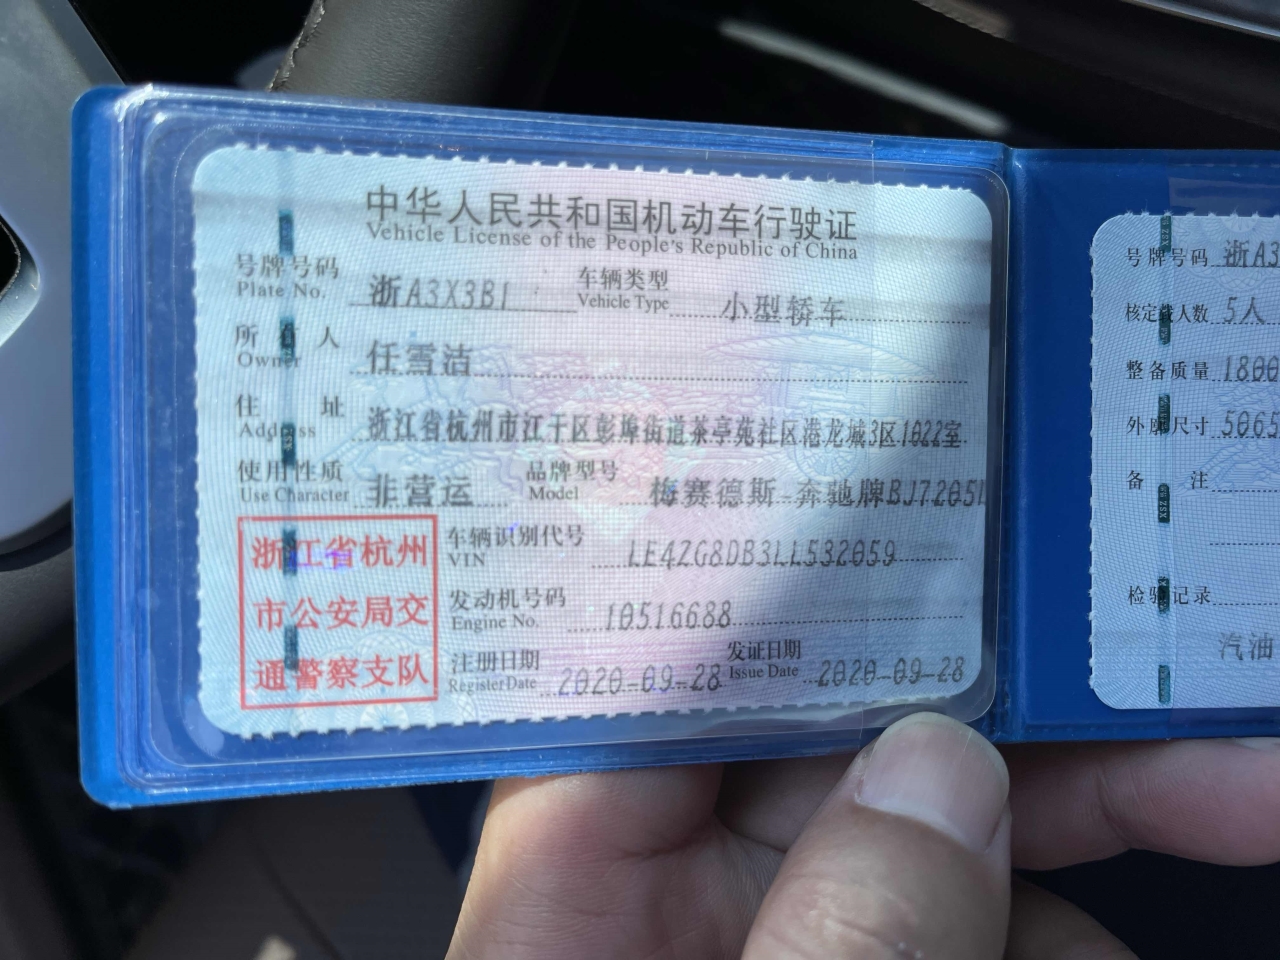 中华人民共和国机动车行驶证
Vehicle License of the People's Republic of China
号牌号码 浙A3X3B1 车辆类型 小型轿车
Plate No. Vehicle Type
所有人 任雪洁
Owner
住址 浙江省杭州市江干区彭埠街道茶亭苑社区港龙城3区1022室
Address
使用性质 非营运 品牌型号 梅赛德斯-奔驰牌BJ7205
Use Character Model
浙江省杭州
市公安局交
通警察支队
车辆识别代号 LE4ZG8DB3LL532059
VIN
发动机号码 10516688
Engine No.
注册日期 2020-09-28 发证日期 2020-09-28
Register Date Issue Date
号牌号码 浙A3
核定载人数 5人
整备质量 1800
外廓尺寸 5065
备注
检验记录
汽油